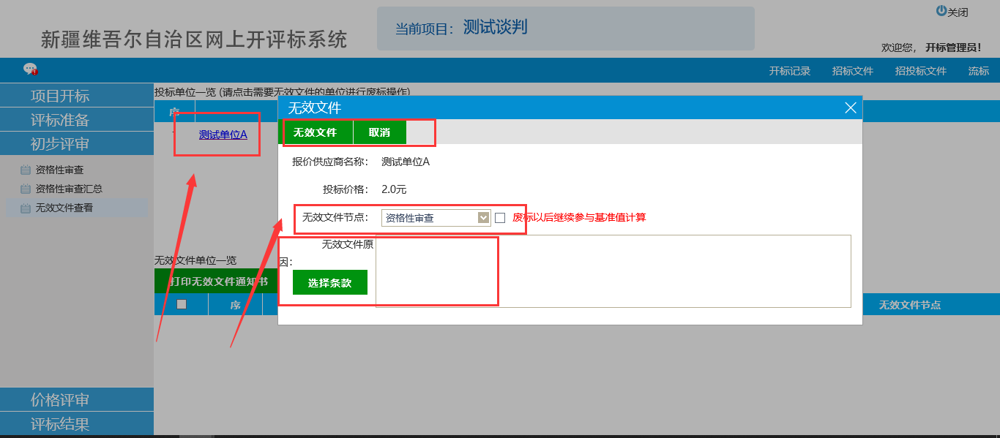 关闭
新疆维吾尔自治区网上开评标系统
当前项目： 测试谈判
欢迎您， 开标管理员！
开标记录 招标文件 招投标文件 流标
项目开标
评标准备
初步评审
资格性审查
资格性审查汇总
无效文件查看
价格评审
评标结果
投标单位一览 (请点击需要无效文件的单位进行废标操作)
序
测试单位A
无效文件单位一览
打印无效文件通知书
序
无效文件节点
无效文件
无效文件 取消
报价供应商名称： 测试单位A
投标价格： 2.0元
无效文件节点： 资格性审查 废标以后继续参与基准值计算
无效文件原
因：
选择条款